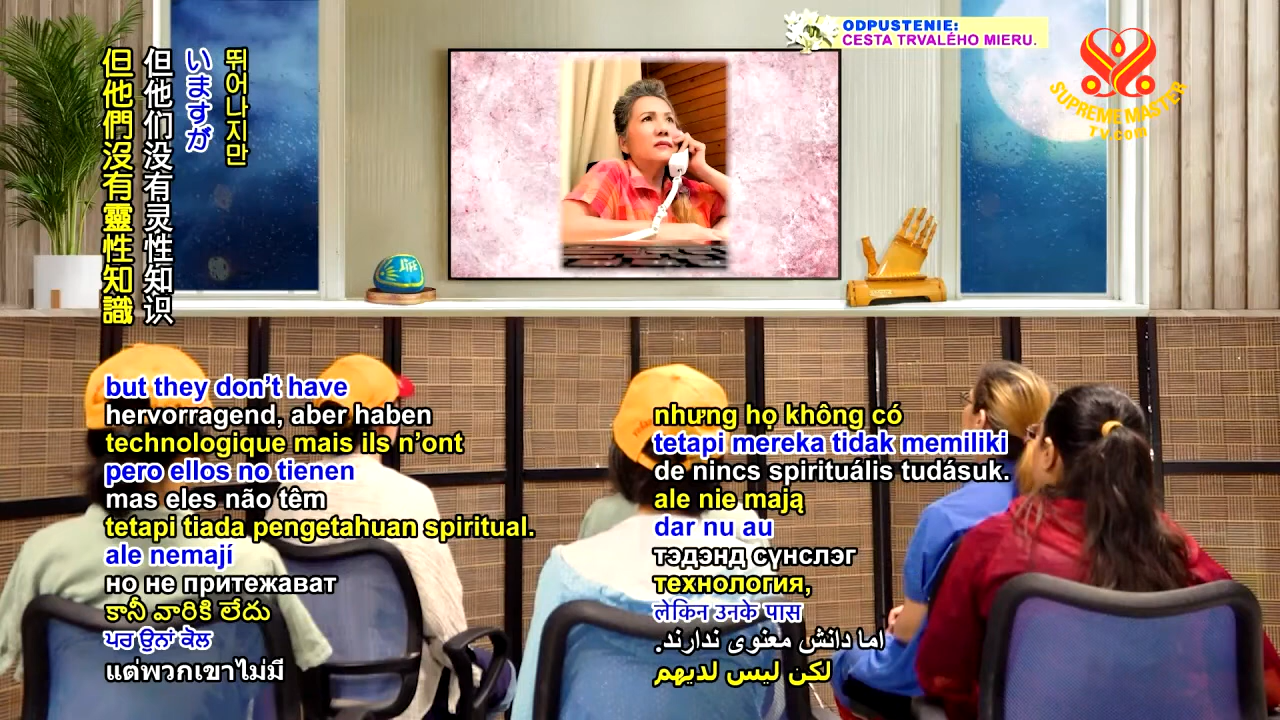 ODPUSTENIE:
CESTA TRVALÉHO MIERU.
SUPREME MASTER
TV.com
뛰어나지만
いますが
但他们没有灵性知识
但他們沒有靈性知識
LIFE
but they don’t have
hervorragend, aber haben
technologique mais ils n’ont
pero ellos no tienen
mas eles não têm
tetapi tiada pengetahuan spiritual.
ale nemají
но не притежават
కానీ వారికి లేదు
ਪਰ ਉਨਾਂ ਕੋਲ
แต่พวกเขาไม่มี
nhưng họ không có
tetapi mereka tidak memiliki
de nincs spirituális tudásuk.
ale nie mają
dar nu au
тэдэнд сүнслэг
технология,
लेकिन उनके पास
اما دانش معنوی ندارند.
لكن ليس لديهم